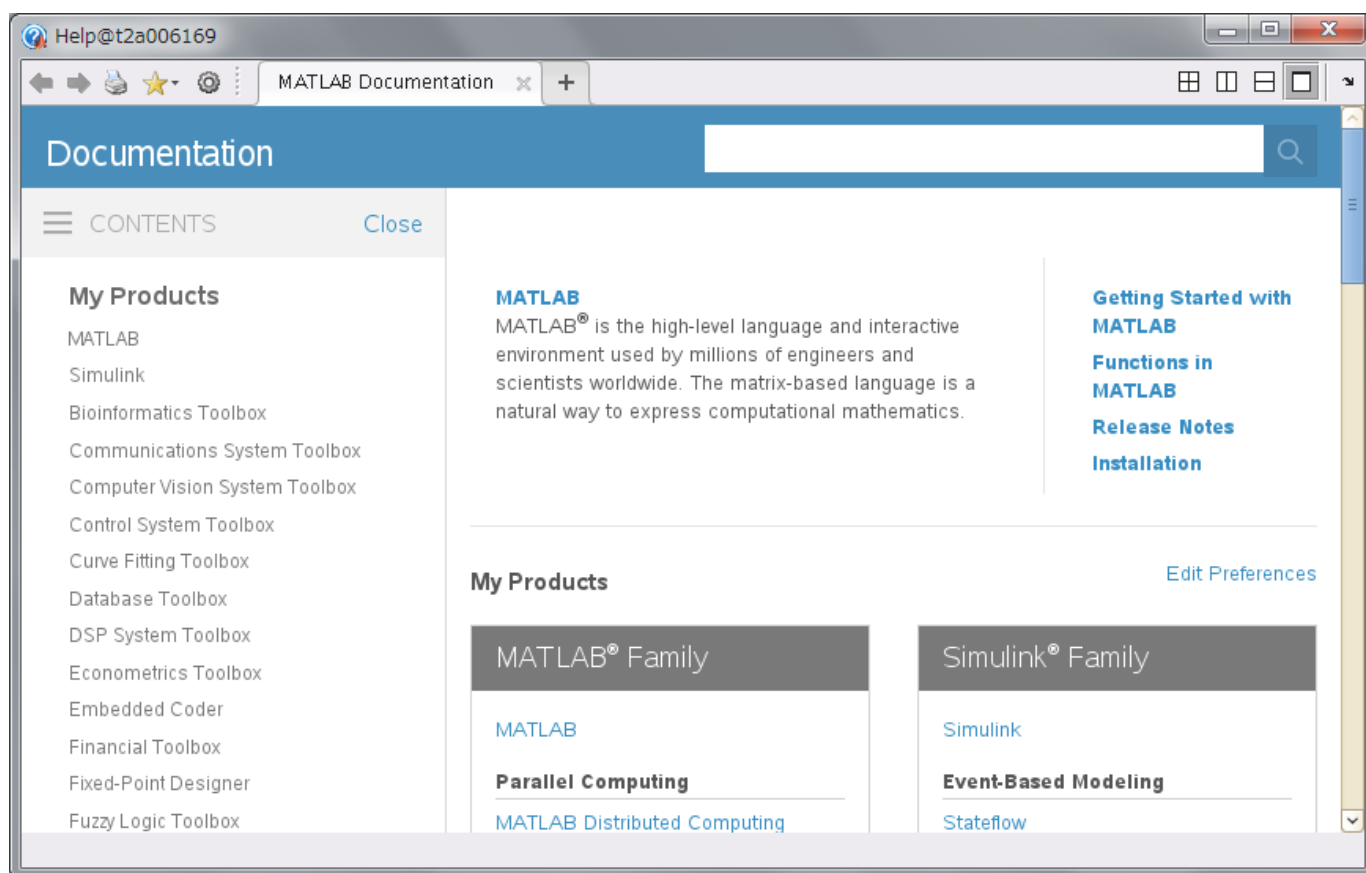 Help@t2a006169
MATLAB Documentation
Documentation
CONTENTS
Close
My Products
MATLAB
Simulink
Bioinformatics Toolbox
Communications System Toolbox
Computer Vision System Toolbox
Control System Toolbox
Curve Fitting Toolbox
Database Toolbox
DSP System Toolbox
Econometrics Toolbox
Embedded Coder
Financial Toolbox
Fixed-Point Designer
Fuzzy Logic Toolbox
MATLAB
MATLAB® is the high-level language and interactive
environment used by millions of engineers and
scientists worldwide. The matrix-based language is a
natural way to express computational mathematics.
Getting Started with
MATLAB
Functions in
MATLAB
Release Notes
Installation
My Products
Edit Preferences
MATLAB® Family
MATLAB
Parallel Computing
MATLAB Distributed Computing
Simulink® Family
Simulink
Event-Based Modeling
Stateflow